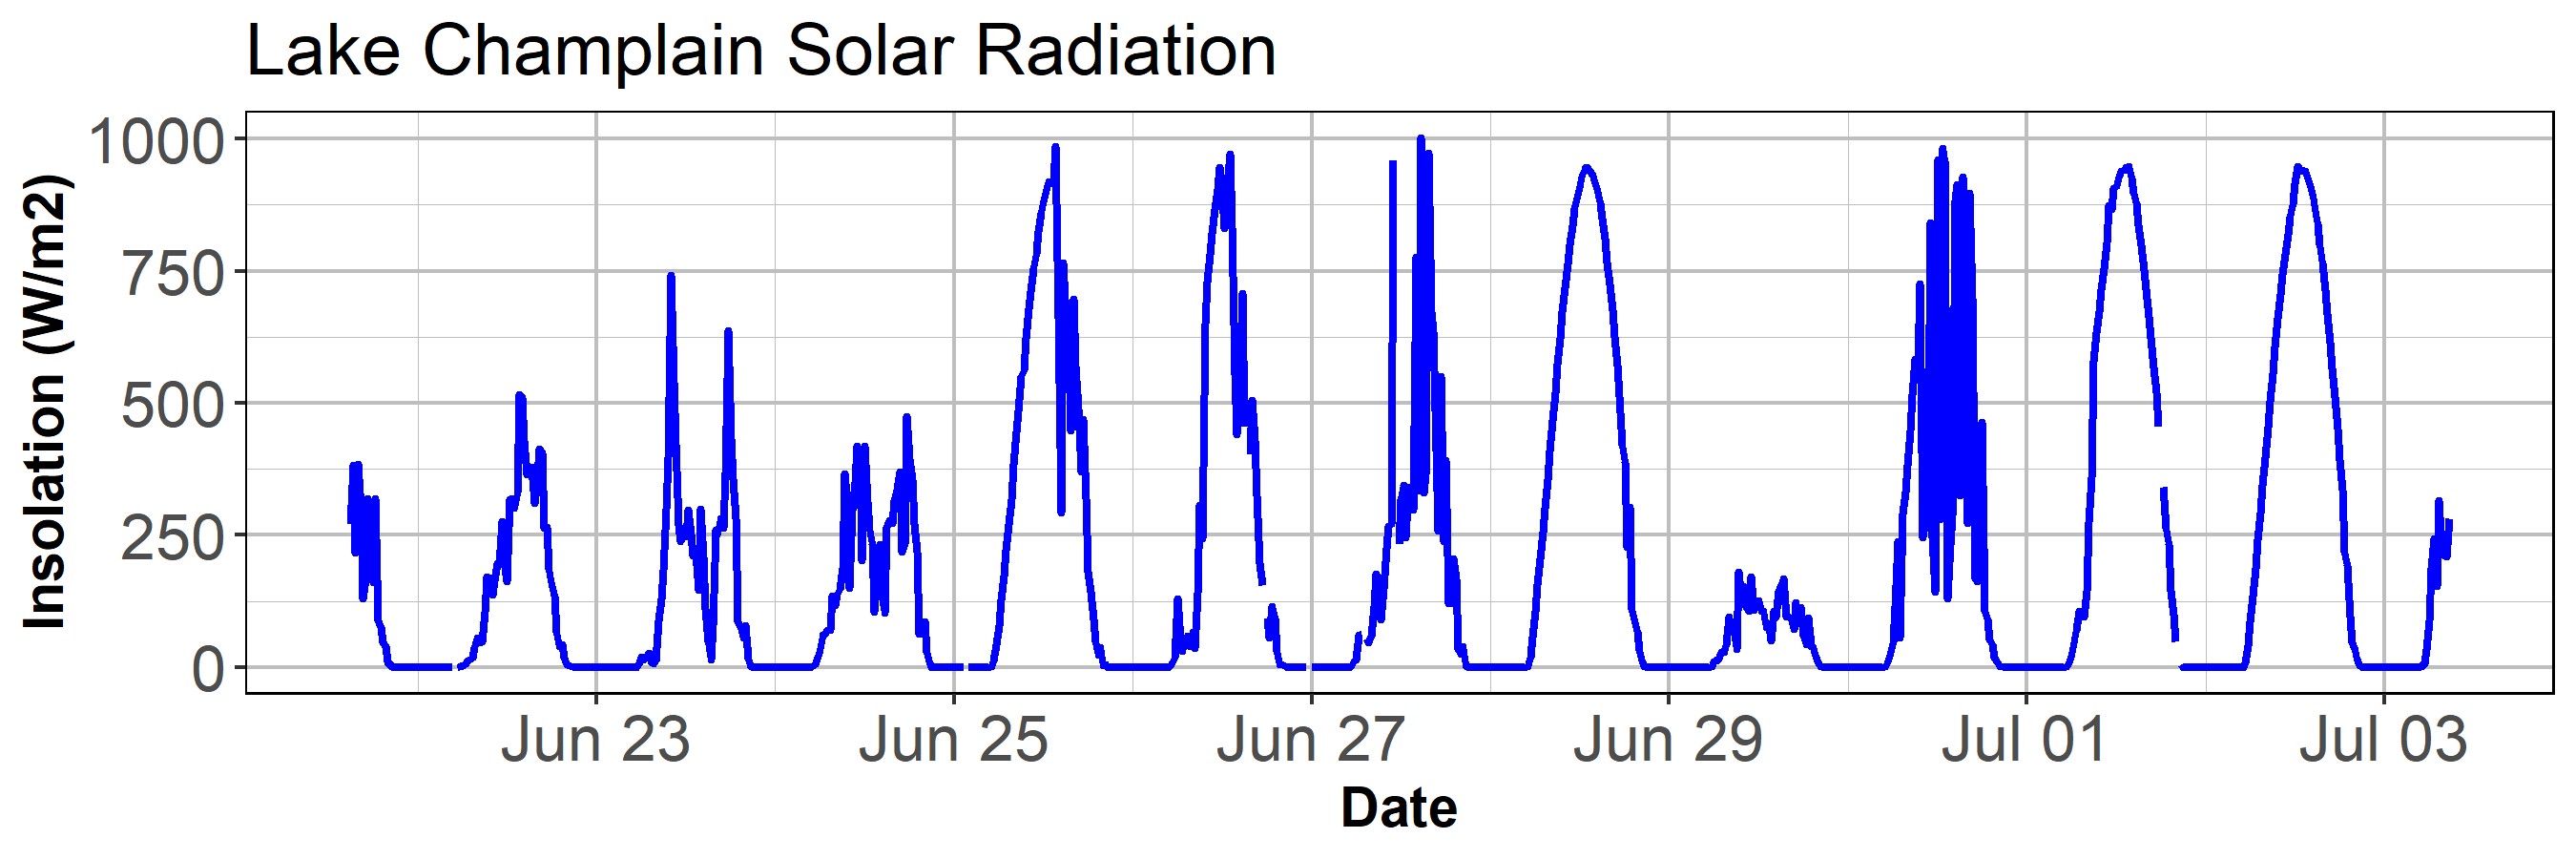 Lake Champlain Solar Radiation
Insolation (W/m2)
1000
750
500
250
0
Jun 23 Jun 25 Jun 27 Jun 29 Jul 01 Jul 03
Date